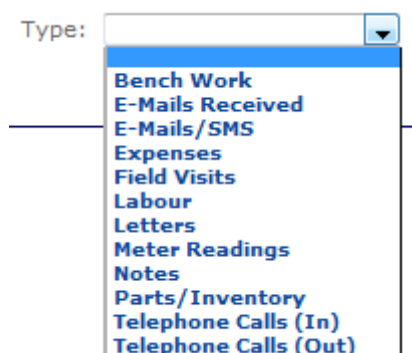 Type:
Bench Work
E-Mails Received
E-Mails/SMS
Expenses
Field Visits
Labour
Letters
Meter Readings
Notes
Parts/Inventory
Telephone Calls (In)
Telephone Calls (Out)